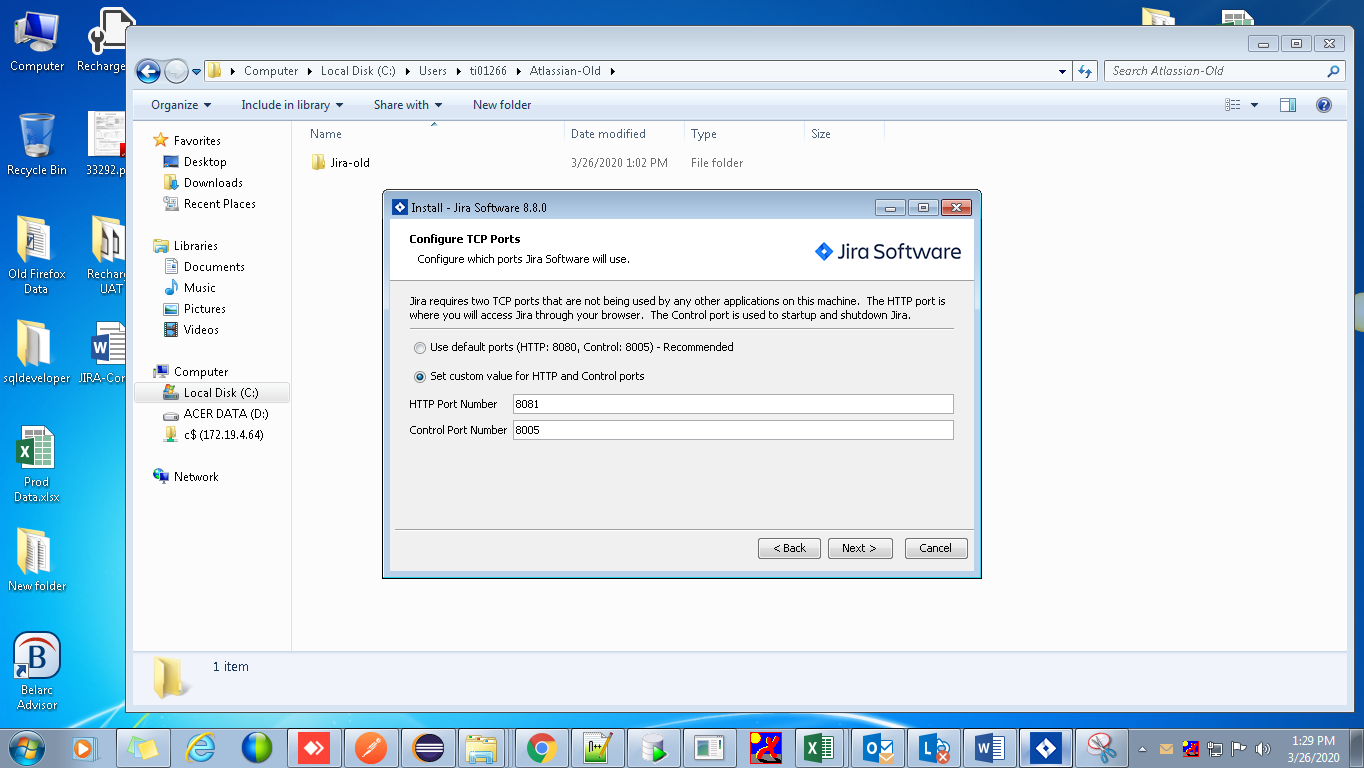 Computer
Recharge
Recycle Bin
33292.p
Old Firefox
Data
Rechar
UAT
sqldeveloper
JIRA-Cor
Prod
Data.xlsx
New folder
Belarc
Advisor
Computer Local Disk (C:) Users ti01266 Atlassian-Old
Search Atlassian-Old
Organize Include in library Share with New folder
Favorites
Desktop
Downloads
Recent Places
Libraries
Documents
Music
Pictures
Videos
Computer
Local Disk (C:)
ACER DATA (D:)
c$ (172.19.4.64)
Network
Name Date modified Type Size
Jira-old 3/26/2020 1:02 PM File folder
Install - Jira Software 8.8.0
Configure TCP Ports
Configure which ports Jira Software will use.
Jira Software
Jira requires two TCP ports that are not being used by any other applications on this machine. The HTTP port is
where you will access Jira through your browser. The Control port is used to startup and shutdown Jira.
Use default ports (HTTP: 8080, Control: 8005) - Recommended
Set custom value for HTTP and Control ports
HTTP Port Number 8081
Control Port Number 8005
< Back Next > Cancel
1 item
1:29 PM
3/26/2020